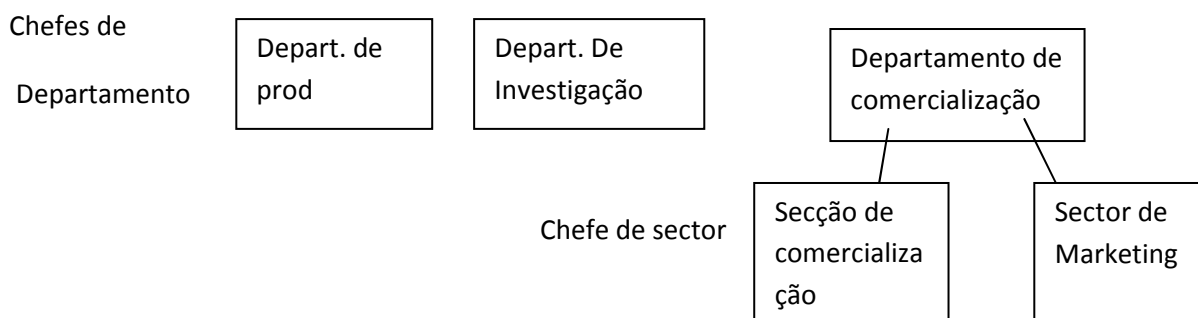 Chefes de
Departamento
Depart. de
prod
Depart. De
Investigação
Departamento de
comercialização
Chefe de sector
Secção de
comercializa
ção
Sector de
Marketing